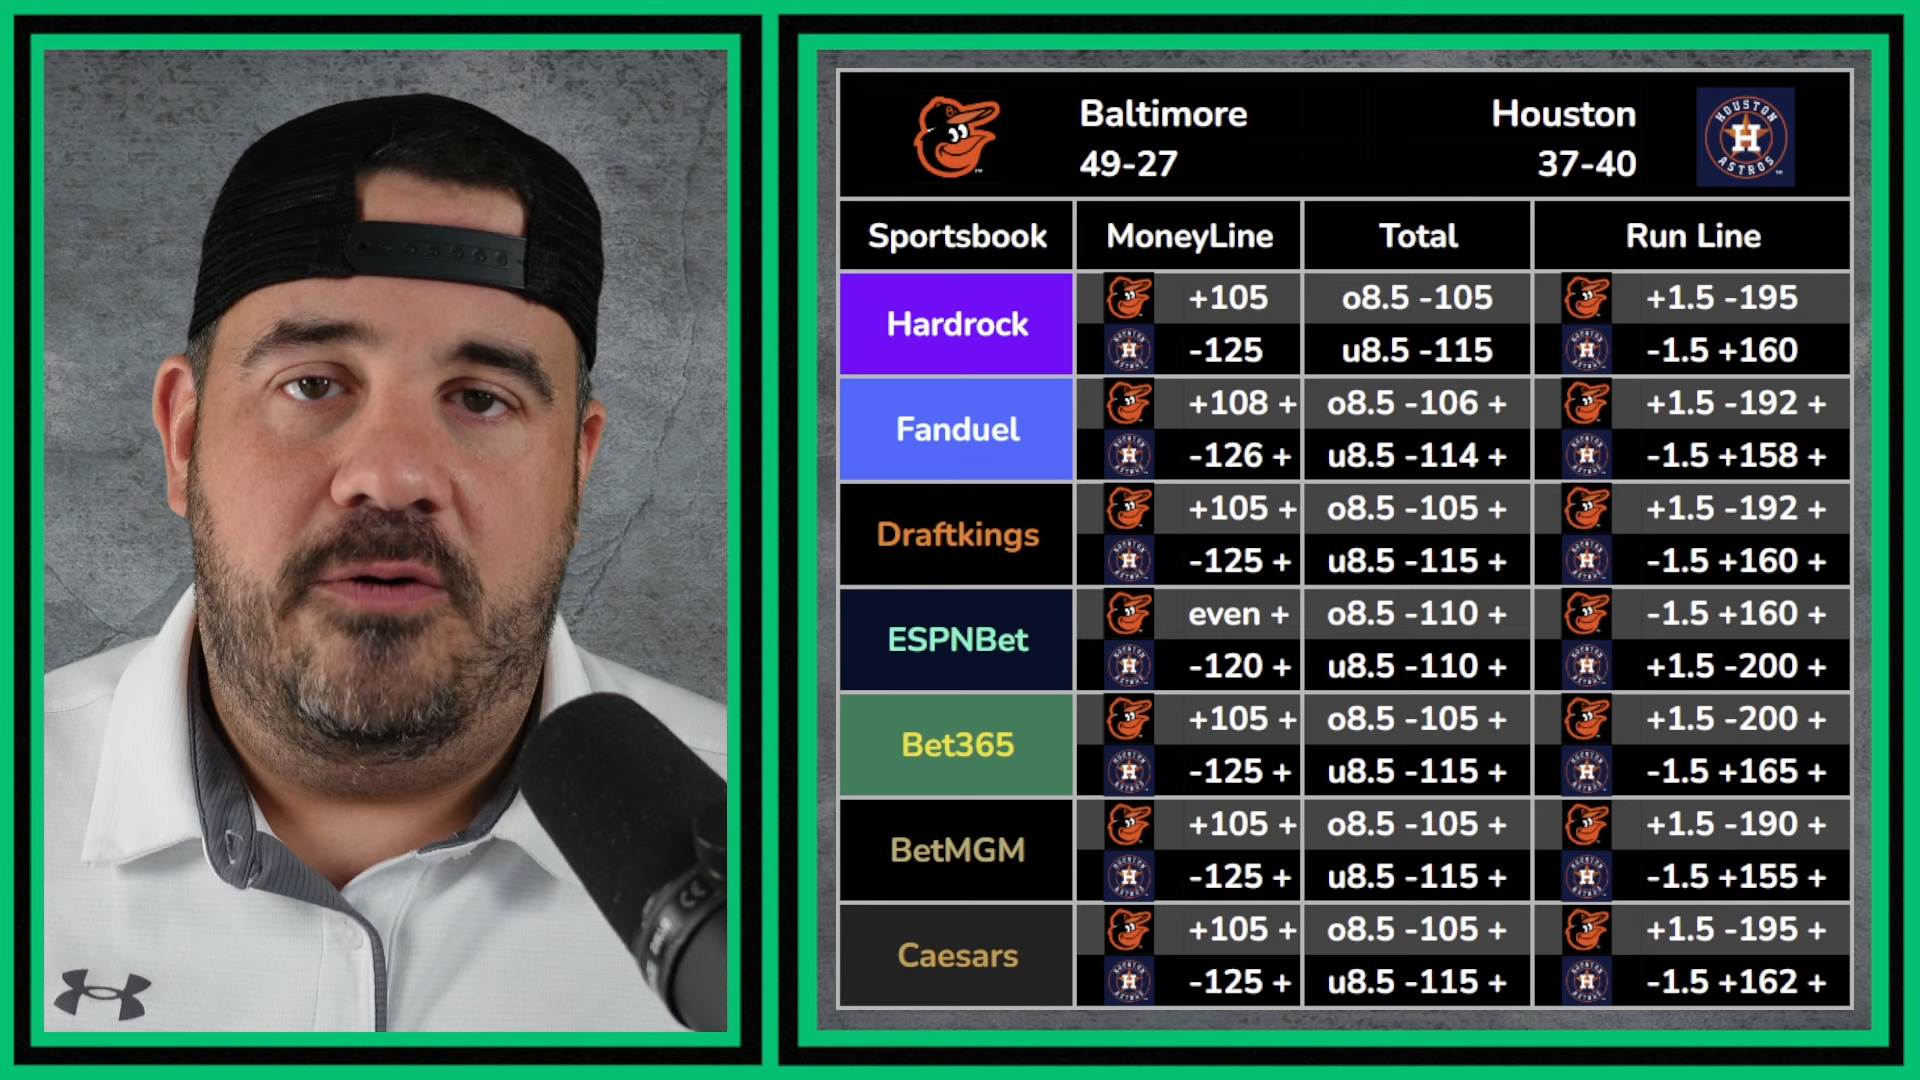 Baltimore
49-27
Houston
37-40
HOUSTON
H
ASTROS
Sportsbook MoneyLine Total Run Line
Hardrock
+105 o8.5 -105 +1.5 -195
-125 u8.5 -115 -1.5 +160
Fanduel
+108 + o8.5 -106 + +1.5 -192 +
-126 + u8.5 -114 + -1.5 +158 +
Draftkings
+105 + o8.5 -105 + +1.5 -192 +
-125 + u8.5 -115 + -1.5 +160 +
ESPNBet
even + o8.5 -110 + -1.5 +160 +
-120 + u8.5 -110 + +1.5 -200 +
Bet365
+105 + o8.5 -105 + +1.5 -200 +
-125 + u8.5 -115 + -1.5 +165 +
BetMGM
+105 + o8.5 -105 + +1.5 -190 +
-125 + u8.5 -115 + -1.5 +155 +
Caesars
+105 + o8.5 -105 + +1.5 -195 +
-125 + u8.5 -115 + -1.5 +162 +